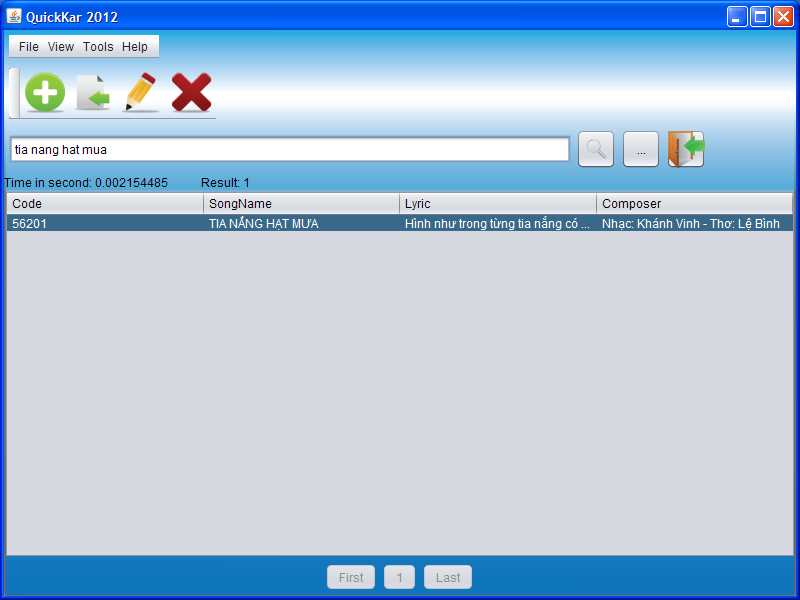 QuickKar 2012
File View Tools Help
tia nang hat mua
...
Time in second: 0.002154485 Result: 1
Code SongName Lyric Composer
56201 TIA NẮNG HẠT MƯA Hình như trong từng tia nắng có ... Nhạc: Khánh Vinh - Thơ: Lệ Bình
First 1 Last